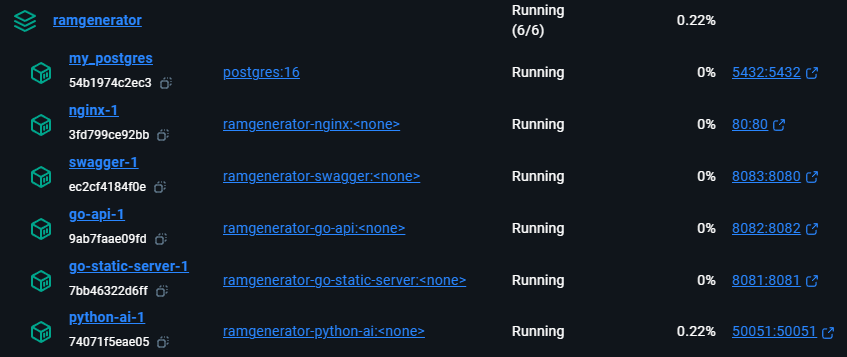 ramgenerator Running 0.22%
(6/6)
my_postgres
54b1974c2ec3 postgres:16 Running 0% 5432:5432
nginx-1
3fd799ce92bb ramgenerator-nginx:<none> Running 0% 80:80
swagger-1
ec2cf4184f0e ramgenerator-swagger:<none> Running 0% 8083:8080
go-api-1
9ab7faae09fd ramgenerator-go-api:<none> Running 0% 8082:8082
go-static-server-1
7bb46322d6ff ramgenerator-go-static-server:<none> Running 0% 8081:8081
python-ai-1
74071f5eae05 ramgenerator-python-ai:<none> Running 0.22% 50051:50051